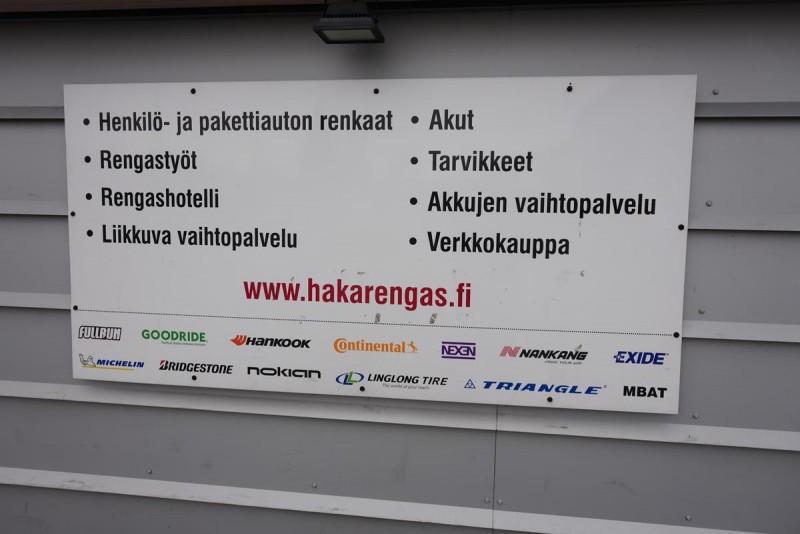 • Henkilö- ja pakettiauton renkaat
• Rengastyöt
• Rengashotelli
• Liikkuva vaihtopalvelu
• Akut
• Tarvikkeet
• Akkujen vaihtopalvelu
• Verkkokauppa
www.hakarengas.fi
FULLRUN GOODRIDE HANKOOK Continental NEXEN NANKANG EXIDE
MICHELIN BRIDGESTONE NOKIAN LINGLONG TIRE TRIANGLE MBAT